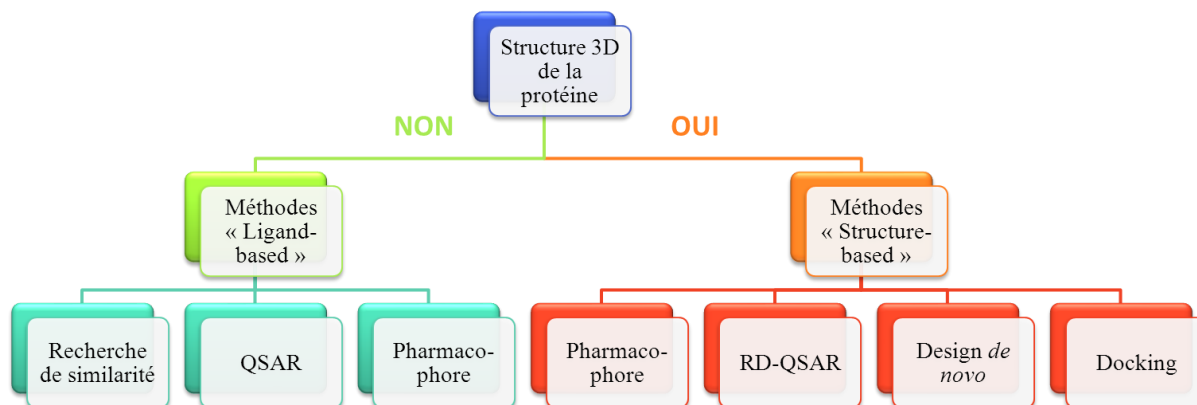 Structure 3D
de la
protéine
NON
OUI
Méthodes
« Ligand-
based »
Méthodes
« Structure-
based »
Recherche
de similarité
QSAR
Pharmaco-
phore
Pharmaco-
phore
RD-QSAR
Design de
novo
Docking